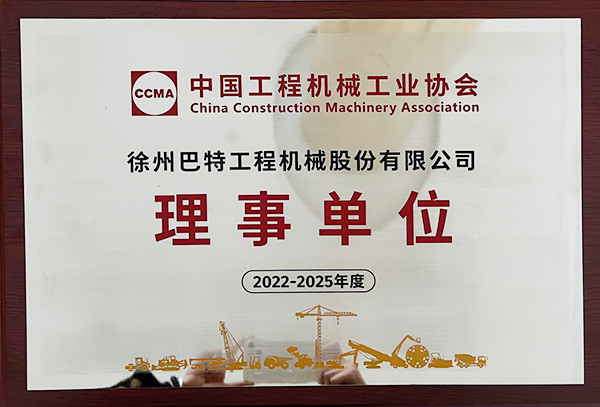 CCMA
中国工程机械工业协会
China Construction Machinery Association
徐州巴特工程机械股份有限公司
理事单位
2022-2025年度